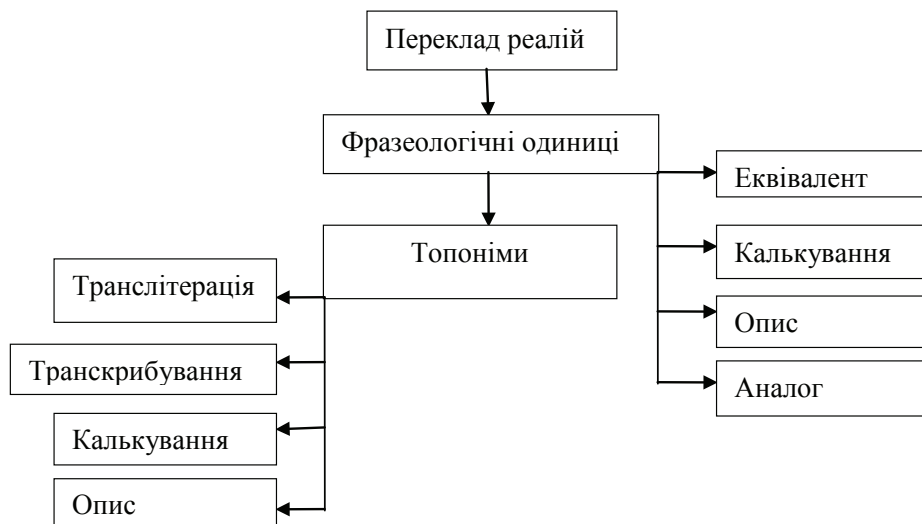 Переклад реалій
Фразеологічні одиниці
Еквівалент
Топоніми
Калькування
Транслітерація
Опис
Транскрибування
Аналог
Калькування
Опис